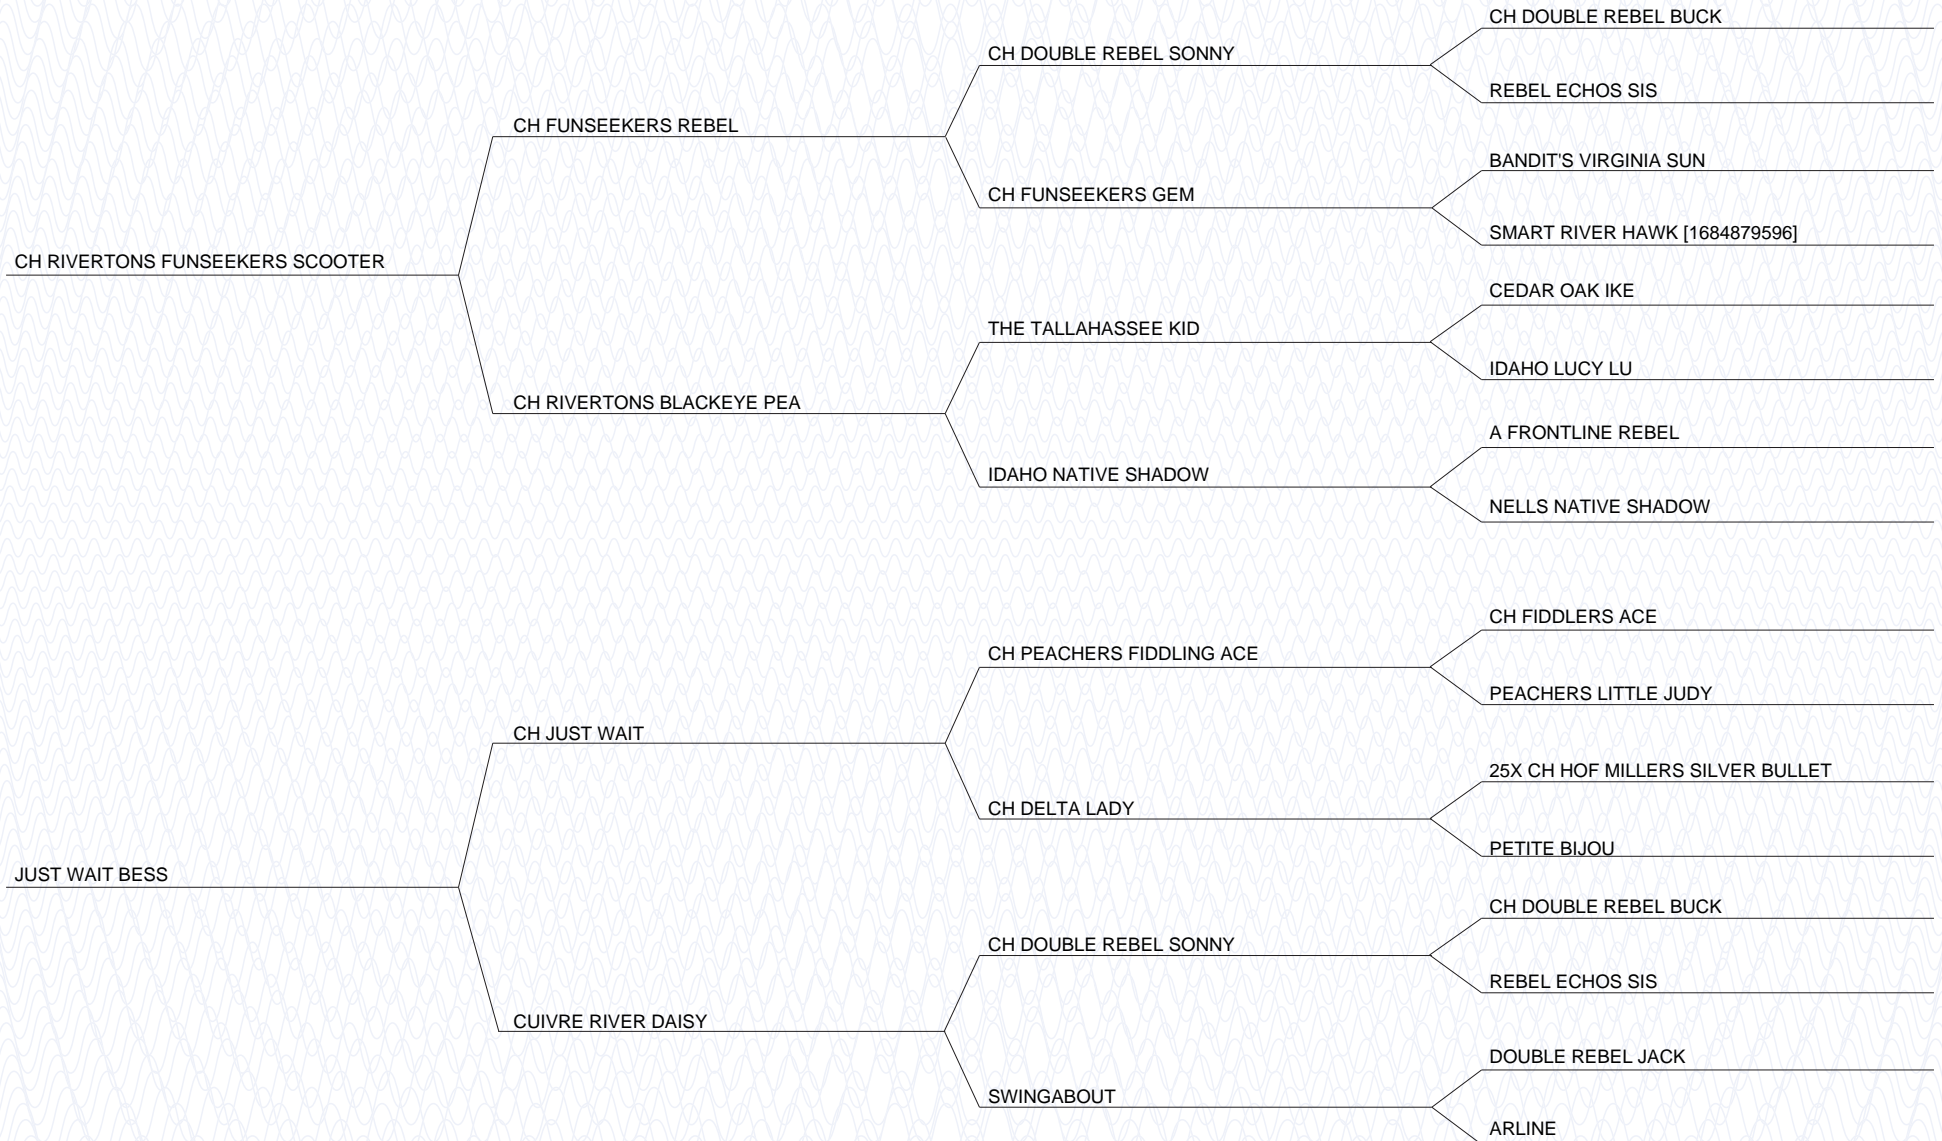 CH DOUBLE REBEL BUCK
CH DOUBLE REBEL SONNY
REBEL ECHOS SIS
CH FUNSEEKERS REBEL
BANDIT'S VIRGINIA SUN
CH FUNSEEKERS GEM
SMART RIVER HAWK [1684879596]
CH RIVERTONS FUNSEEKERS SCOOTER
CEDAR OAK IKE
THE TALLAHASSEE KID
IDAHO LUCY LU
CH RIVERTONS BLACKEYE PEA
A FRONTLINE REBEL
IDAHO NATIVE SHADOW
NELLS NATIVE SHADOW
CH FIDDLERS ACE
CH PEACHERS FIDDLING ACE
PEACHERS LITTLE JUDY
CH JUST WAIT
25X CH HOF MILLERS SILVER BULLET
CH DELTA LADY
PETITE BIJOU
JUST WAIT BESS
CH DOUBLE REBEL BUCK
CH DOUBLE REBEL SONNY
REBEL ECHOS SIS
CUIVRE RIVER DAISY
DOUBLE REBEL JACK
SWINGABOUT
ARLINE